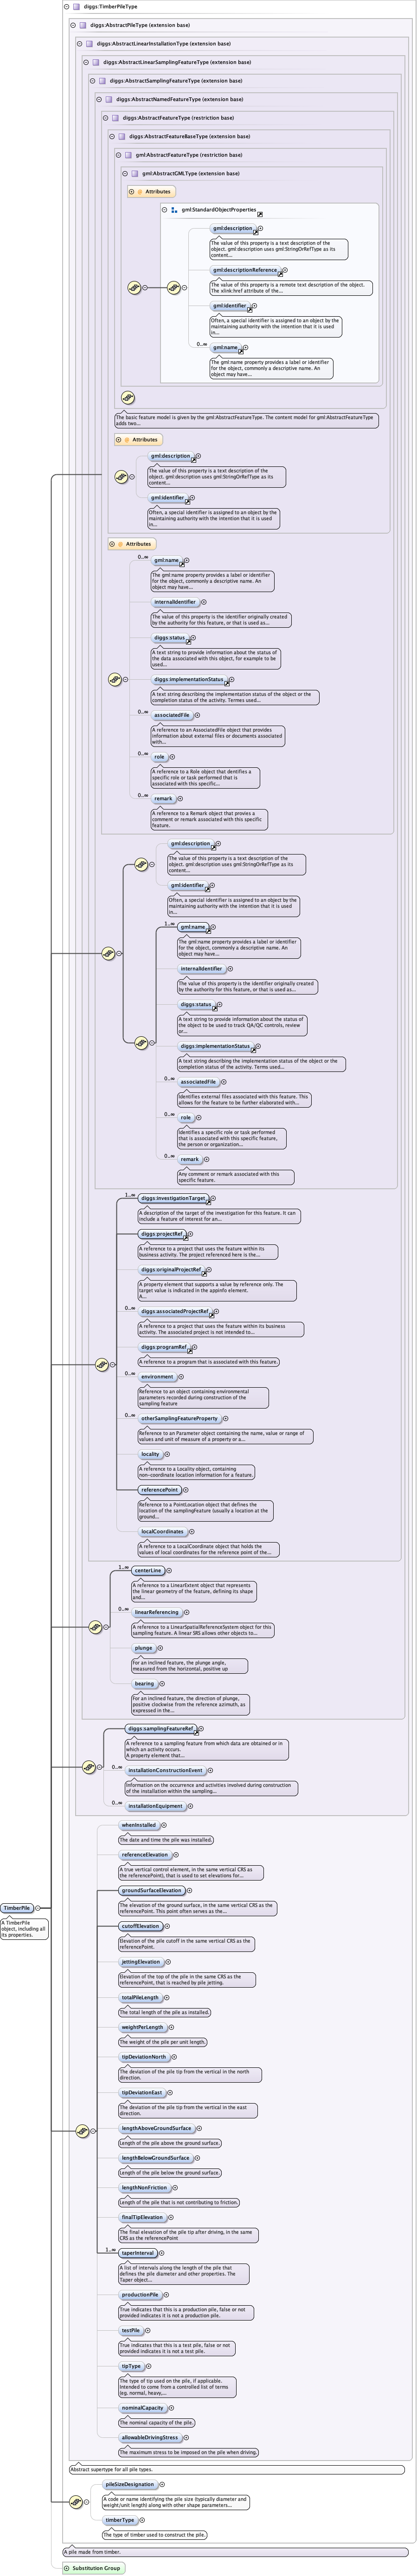 diggs:TimberPileType
diggs:AbstractPileType (extension base)
diggs:AbstractLinearInstallationType (extension base)
diggs:AbstractLinearSamplingFeatureType (extension base)
diggs:AbstractSamplingFeatureType (extension base)
diggs:AbstractNamedFeatureType (extension base)
diggs:AbstractFeatureType (restriction base)
diggs:AbstractFeatureBaseType (extension base)
gml:AbstractFeatureType (restriction base)
gml:AbstractGMLType (extension base)
Attributes
gml:StandardObjectProperties
gml:description
The value of this property is a text description of the
object. gml:description uses gml:StringOrRefType as its
content...
gml:descriptionReference
The value of this property is a remote text description of the object.
The xlink:href attribute of the...
gml:identifier
Often, a special identifier is assigned to an object by the
maintaining authority with the intention that it is used
in...
0..∞
gml:name
The gml:name property provides a label or identifier
for the object, commonly a descriptive name. An
object may have...
The basic feature model is given by the gml:AbstractFeatureType. The content model for gml:AbstractFeatureType
adds two...
Attributes
gml:description
The value of this property is a text description of the
object. gml:description uses gml:StringOrRefType as its
content...
gml:identifier
Often, a special identifier is assigned to an object by the
maintaining authority with the intention that it is used
in...
Attributes
0..∞
gml:name
The gml:name property provides a label or identifier
for the object, commonly a descriptive name. An
object may have...
internalIdentifier
The value of this property is the identifier originally created
by the authority for this feature, or that is used as...
diggs:status
A text string to provide information about the status of
the data associated with this object, for example to be
used...
diggs:implementationStatus
A text string describing the implementation status of the object or the
completion status of the activity. Terms used...
0..∞
associatedFile
A reference to an AssociatedFile object that provides
information about external files or documents associated
with...
0..∞
role
A reference to a Role object that dentifies a
specific role or task performed that is
associated with this specific...
0..∞
remark
A reference to a Remark object that provies a
comment or remark associated with this specific
feature.
gml:description
The value of this property is a text description of the
object. gml:description uses gml:StringOrRefType as its
content...
gml:identifier
Often, a special identifier is assigned to an object by the
maintaining authority with the intention that it is used
in...
1..∞
gml:name
The gml:name property provides a label or identifier
for the object, commonly a descriptive name. An
object may have...
internalIdentifier
The value of this property is the identifier originally created
by the authority for this feature, or that is used as...
diggs:status
A text string to provide information about the status of
the object to be used to track QA/QC controls, review
or...
diggs:implementationStatus
A text string describing the implementation status of the object or the
completion status of the activity. Terms used...
0..∞
associatedFile
Identifies external files associated with this feature. This
allows for the feature to be further elaborated with...
0..∞
role
Identifies a specific role or task performed
that is associated with this specific feature,
the person or organization...
0..∞
remark
Any comment or remark associated with this
specific feature.
1..∞
diggs:investigationTarget
A description of the target of the investigation for this feature. It can
include a feature of interest for an...
diggs:projectRef
A reference to a project that uses the feature within its
business activity. The project referenced here is the...
diggs:originalProjectRef
A property element that supports a value by reference only. The
target value is indicated in the appinfo element.
A...
0..∞
diggs:associatedProjectRef
A reference to a project that uses the feature within its business
activity. The associated project is not intended to...
diggs:programRef
A reference to a program that is associated with this feature.
0..∞
environment
Reference to an object containing environmental
parameters recorded during construction of the
sampling feature
0..∞
otherSamplingFeatureProperty
Reference to an Parameter object containing the name, value or range of
values and unit of measure of a property or a...
locality
A reference to a Locality object, containing
non-coordinate location information for a feature.
referencePoint
Reference to a PointLocation object that defines
the location of the samplingFeature (usually a location at the
ground...
localCoordinates
A reference to a LocalCoordinate object that holds the
values of local coordinates for the reference point of the...
1..∞
centerLine
A reference to a LinearExtent object that represents
the linear geometry of the feature, defining its shape
and...
0..∞
linearReferencing
A reference to a LinearSpatialReferenceSystem object for this
sampling feature. A linear SRS allows other objects to...
plunge
For an inclined feature, the plunge angle,
measured from the horizontal, positive up
bearing
For an inclined feature, the direction of plunge,
positive clockwise from the reference azimuth, as
expressed in the...
diggs:samplingFeatureRef
A reference to a sampling feature from which data are obtained or in
which an activity occurs.
A property element that...
0..∞
installationConstructionEvent
Information on the occurrence and activities involved during construction
of the installation within the sampling...
0..∞
installationEquipment
whenInstalled
The date and time the pile was installed.
referenceElevation
A true vertical control element, in the same vertical CRS as
the referencePoint), that is used to set elevations for...
groundSurfaceElevation
The elevation of the ground surface, in the same vertical CRS as the
referencePoint. This point often serves as the...
cutoffElevation
Elevation of the pile cutoff in the same vertical CRS as the
referencePoint.
jettingElevation
Elevation of the top of the pile in the same CRS as the
referencePoint, that is reached by pile jetting.
totalPileLength
The total length of the pile as installed.
weightPerLength
The weight of the pile per unit length.
tipDeviationNorth
The deviation of the pile tip from the vertical in the north
direction.
tipDeviationEast
The deviation of the pile tip from the vertical in the east
direction.
lengthAboveGroundSurface
Length of the pile above the ground surface.
lengthBelowGroundSurface
Length of the pile below the ground surface.
lengthNonFriction
Length of the pile that is not contributing to friction.
finalTipElevation
The final elevation of the pile tip after driving, in the same
CRS as the referencePoint
1..∞
taperInterval
A list of intervals along the length of the pile that
defines the pile diameter and other properties. The
Taper object...
productionPile
True indicates that this is a production pile, false or not
provided indicates it is not a production pile.
testPile
True indicates that this is a test pile, false or not
provided indicates it is not a test pile.
tipType
The type of tip used on the pile, if applicable.
Intended to come from a controlled list of terms
(eg. normal, heavy,...
nominalCapacity
The nominal capacity of the pile.
allowableDrivingStress
The maximum stress to be imposed on the pile when driving.
Abstract supertype for all pile types.
TimberPile
A TimberPile
object, including all
its properties.
pileSizeDesignation
A code or name identifying the pile size (typically diameter and
weight/unit length) along with other shape parameters...
timberType
The type of timber used to construct the pile.
A pile made from timber.
Substitution Group